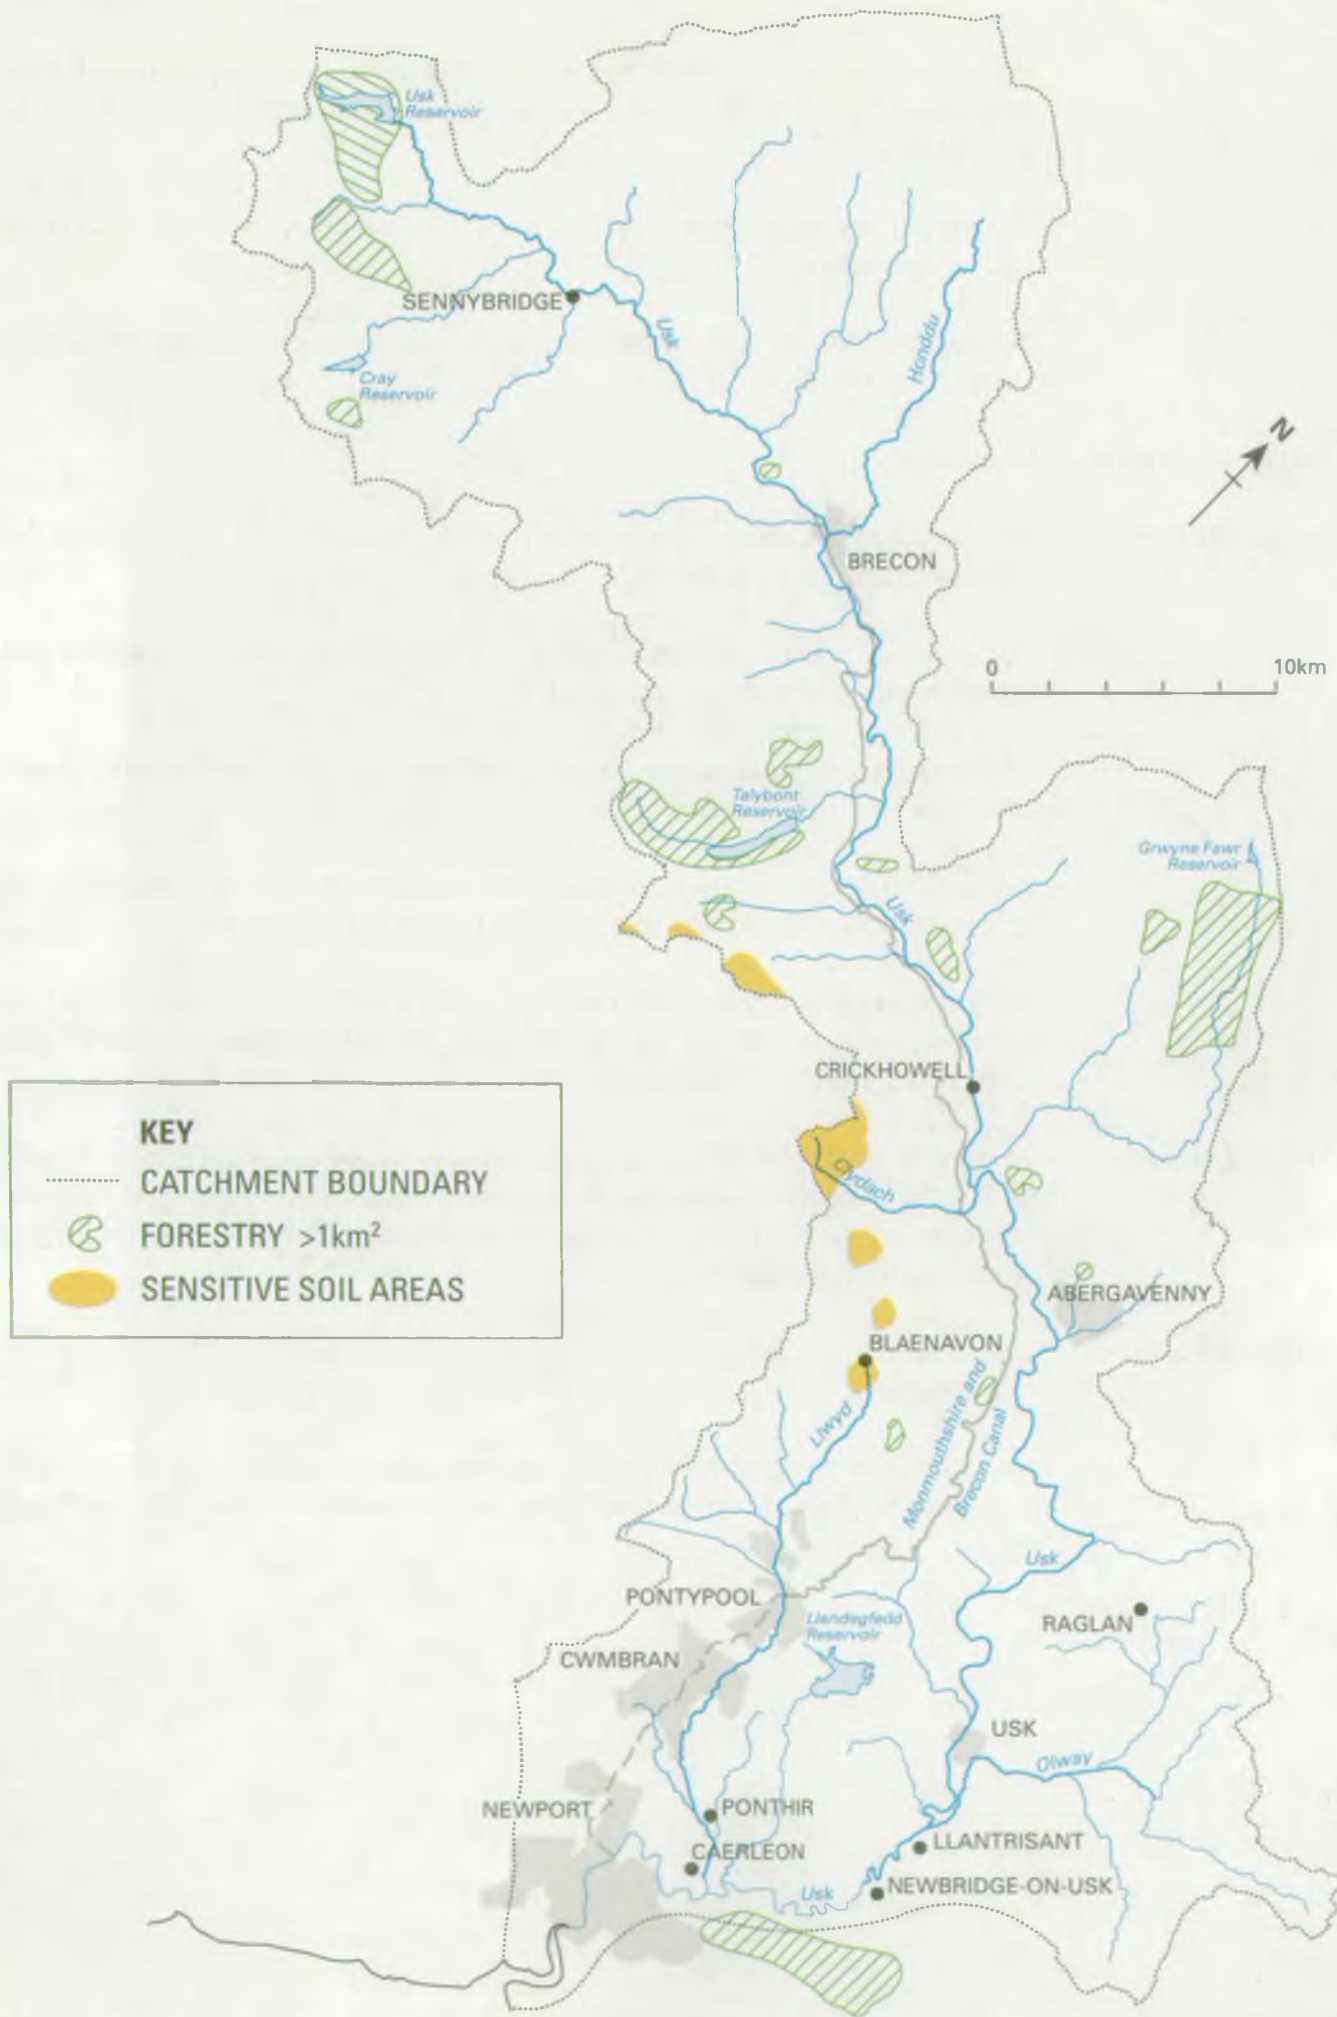 Usk
Reservoir
SENNYBRIDGE
Usk
Honddu
Cray
Reservoir
N
BRECON
0 10km
Talybont
Reservoir
Grwyne Fawr
Reservoir
Usk
CRICKHOWELL
KEY
CATCHMENT BOUNDARY
FORESTRY >1km²
SENSITIVE SOIL AREAS
Clydach
ABERGAVENNY
BLAENAVON
Llwyd
Monmouthshire and
Brecon Canal
Usk
PONTYPOOL
Llandegfedd
Reservoir
RAGLAN
CWMBRAN
USK
Olway
NEWPORT
PONTHIR
LLANTRISANT
CAERLEON
Usk
NEWBRIDGE-ON-USK